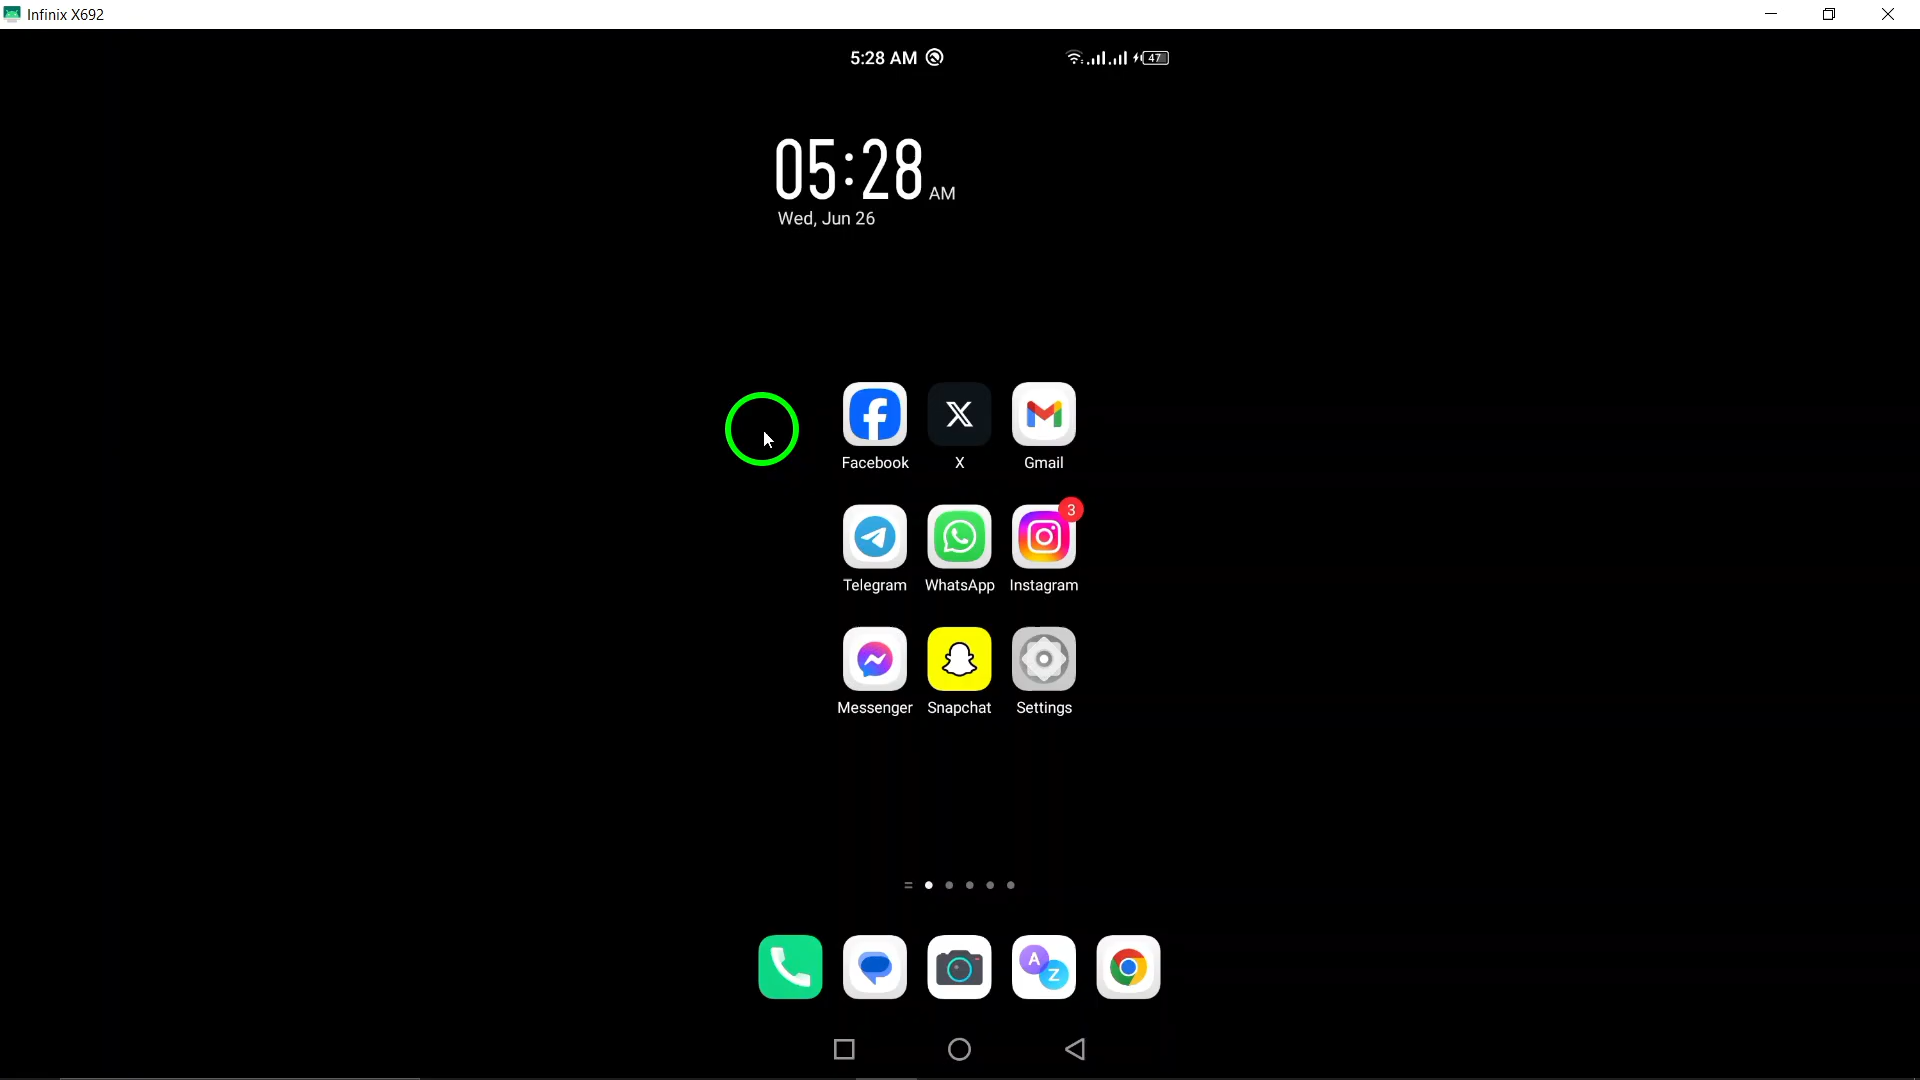 Infinix X692
5:28 AM
47
05:28 AM
Wed, Jun 26
Facebook
X
Gmail
3
Telegram
WhatsApp
Instagram
Messenger
Snapchat
Settings
A
Z